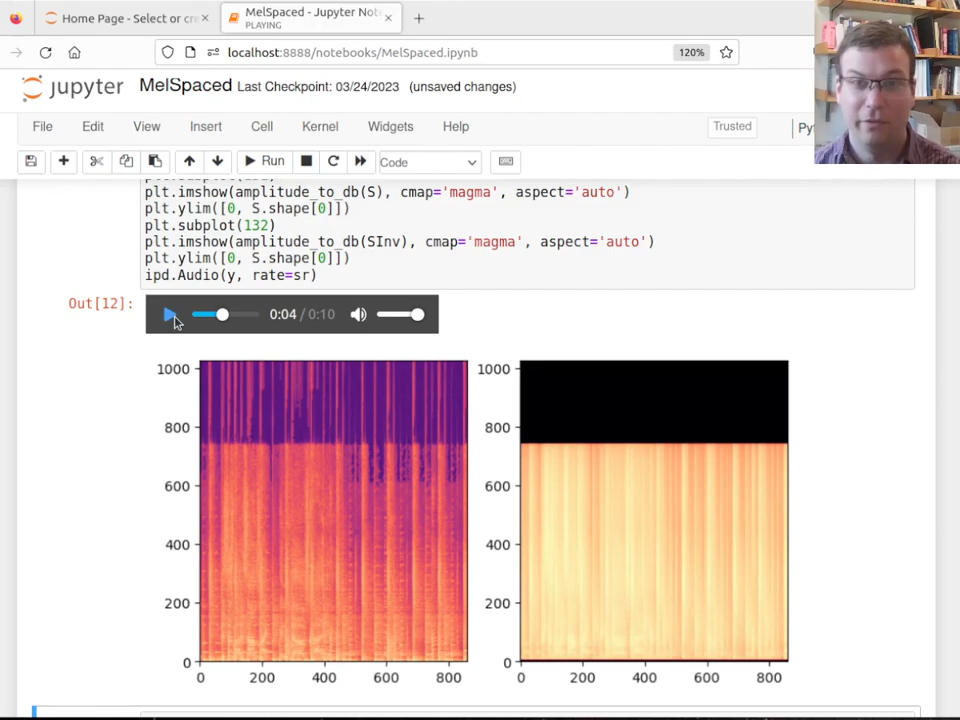 Home Page - Select or cre
MelSpaced - Jupyter Not
PLAYING
localhost:8888/notebooks/MelSpaced.ipynb
120%
jupyter MelSpaced Last Checkpoint: 03/24/2023 (unsaved changes)
File Edit View Insert Cell Kernel Widgets Help Trusted Py
Run Code
plt.imshow(amplitude_to_db(S), cmap='magma', aspect='auto')
plt.ylim([0, S.shape[0]])
plt.subplot(132)
plt.imshow(amplitude_to_db(SInv), cmap='magma', aspect='auto')
plt.ylim([0, S.shape[0]])
ipd.Audio(y, rate=sr)
Out[12]:
0:04 / 0:10
1000 1000
800 800
600 600
400 400
200 200
0 0
0 200 400 600 800 0 200 400 600 800